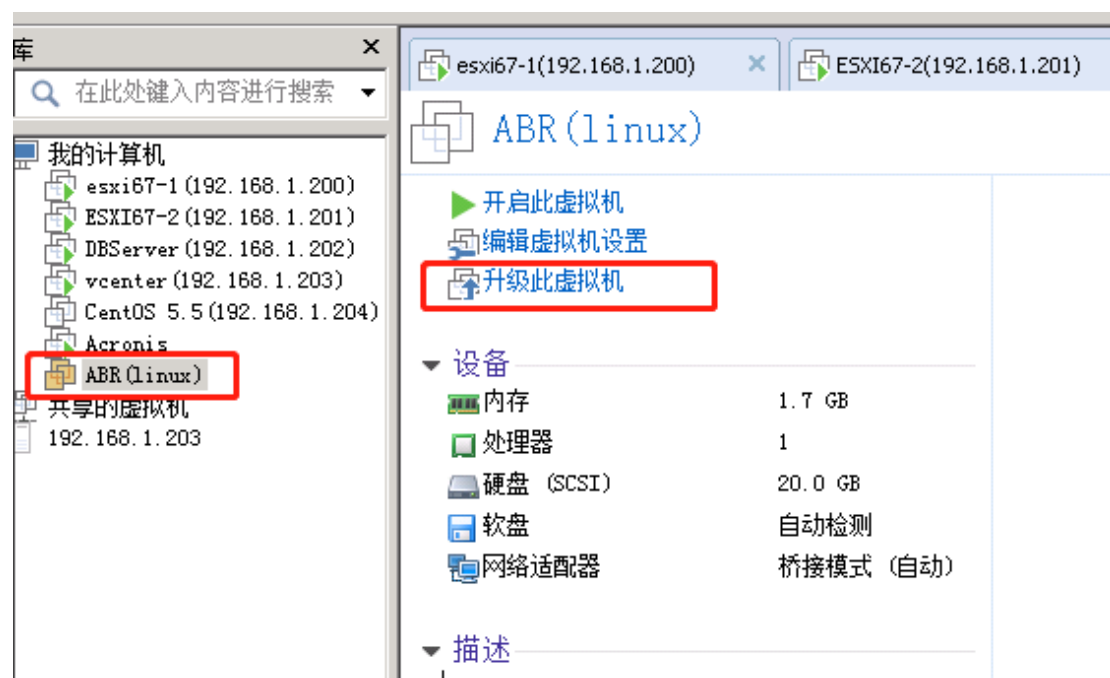 库
在此处键入内容进行搜索
我的计算机
esxi67-1(192.168.1.200)
ESXI67-2(192.168.1.201)
DBServer(192.168.1.202)
vcenter(192.168.1.203)
CentOS 5.5(192.168.1.204)
Acronis
ABR(linux)
共享的虚拟机
192.168.1.203
esxi67-1(192.168.1.200)
ESXI67-2(192.168.1.201)
ABR(linux)
开启此虚拟机
编辑虚拟机设置
升级此虚拟机
设备
内存 1.7 GB
处理器 1
硬盘 (SCSI) 20.0 GB
软盘 自动检测
网络适配器 桥接模式 (自动)
描述